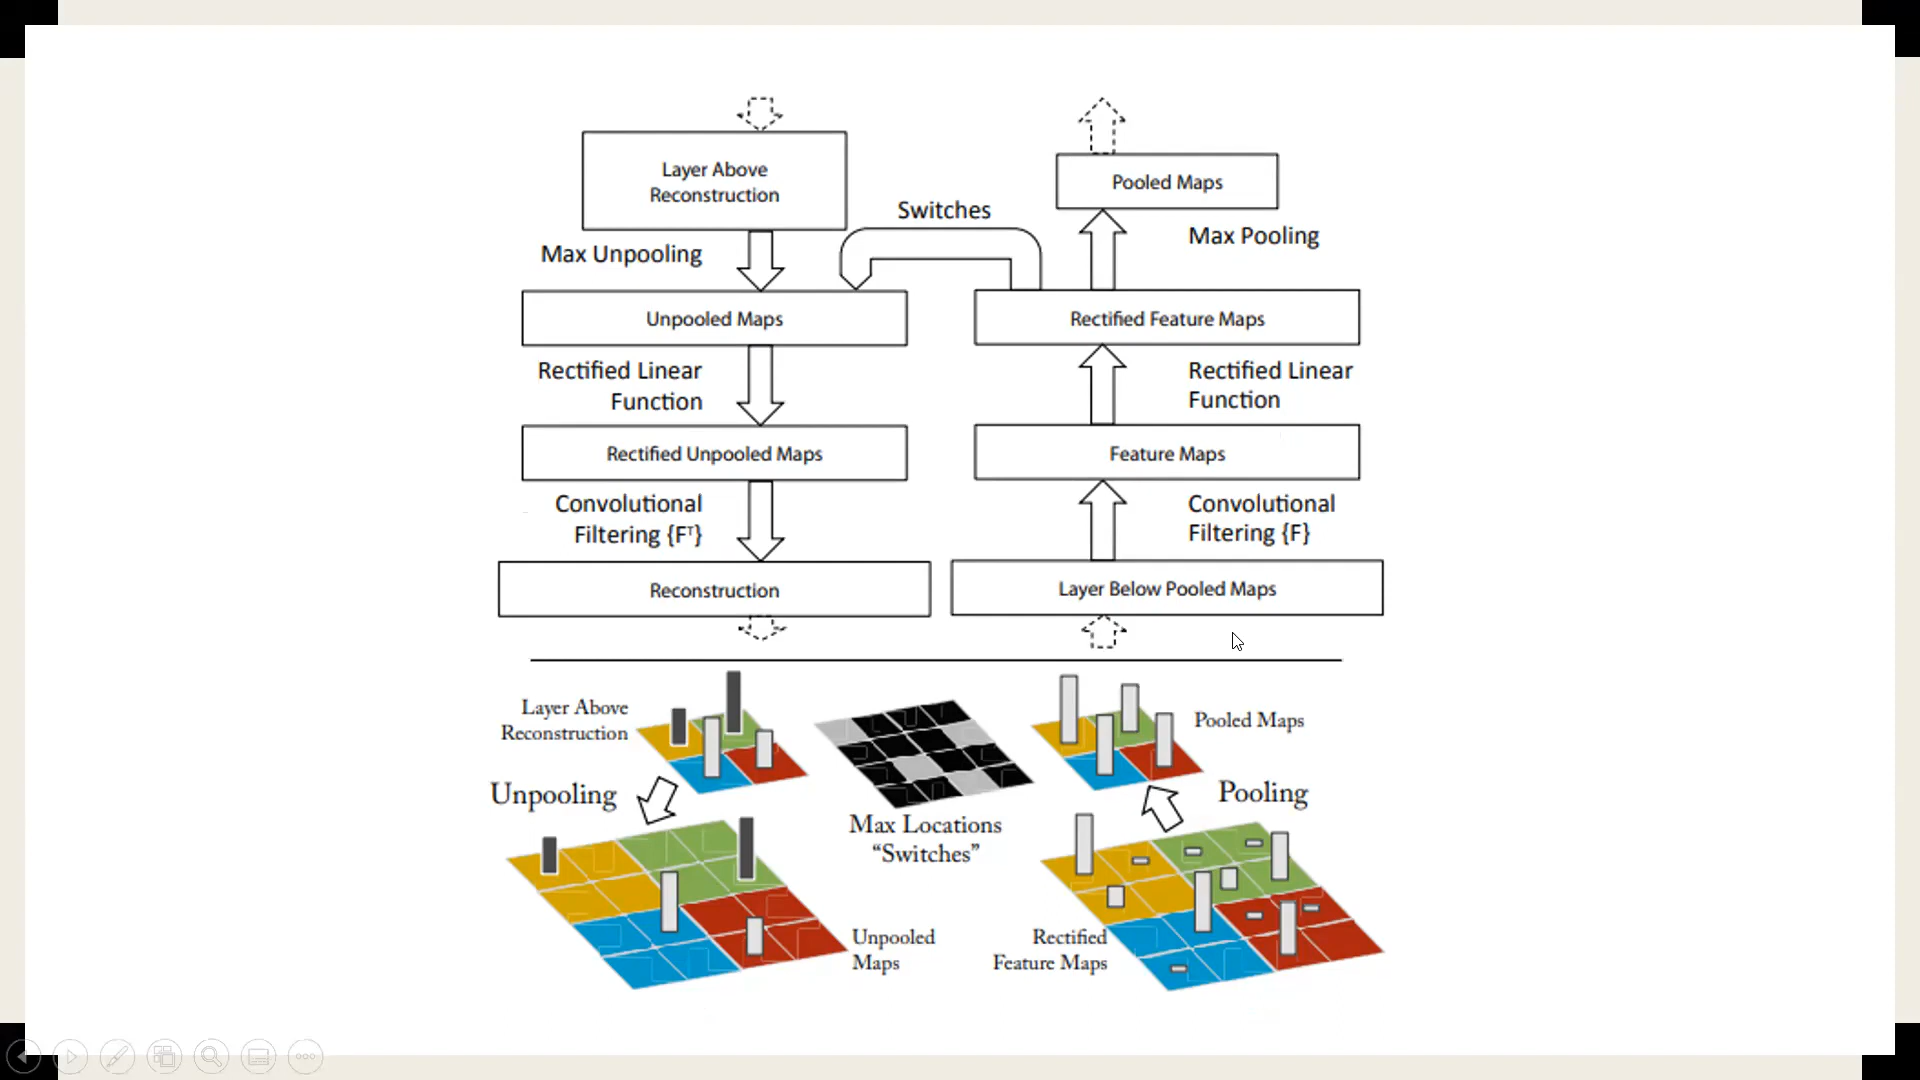 Layer Above
Reconstruction
Pooled Maps
Switches
Max Unpooling
Max Pooling
Unpooled Maps
Rectified Feature Maps
Rectified Linear
Function
Rectified Linear
Function
Rectified Unpooled Maps
Feature Maps
Convolutional
Filtering {Fᵀ}
Convolutional
Filtering {F}
Reconstruction
Layer Below Pooled Maps
Layer Above
Reconstruction
Pooled Maps
Unpooling
Pooling
Max Locations
“Switches”
Unpooled
Maps
Rectified
Feature Maps